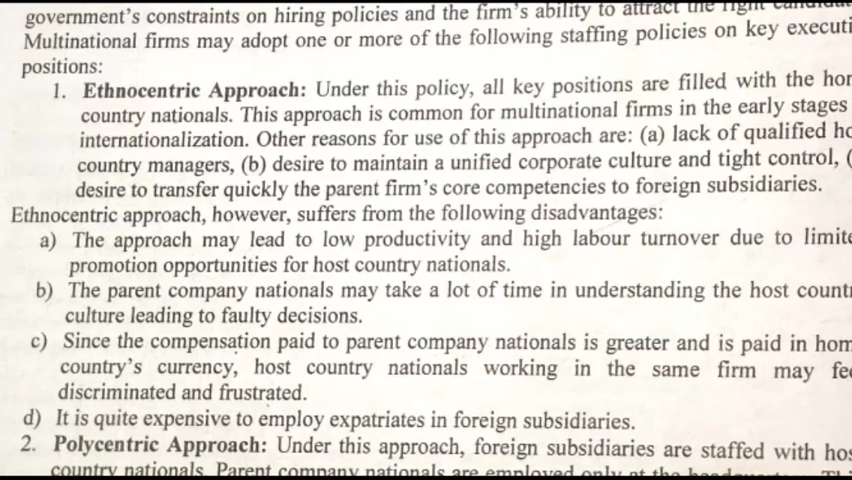 government's constraints on hiring policies and the firm's ability to attract the right
Multinational firms may adopt one or more of the following staffing policies on key executi
positions:
1. Ethnocentric Approach: Under this policy, all key positions are filled with the hor
country nationals. This approach is common for multinational firms in the early stages
internationalization. Other reasons for use of this approach are: (a) lack of qualified ho
country managers, (b) desire to maintain a unified corporate culture and tight control, (
desire to transfer quickly the parent firm's core competencies to foreign subsidiaries.
Ethnocentric approach, however, suffers from the following disadvantages:
a) The approach may lead to low productivity and high labour turnover due to limite
promotion opportunities for host country nationals.
b) The parent company nationals may take a lot of time in understanding the host countr
culture leading to faulty decisions.
c) Since the compensation paid to parent company nationals is greater and is paid in hom
country's currency, host country nationals working in the same firm may fee
discriminated and frustrated.
d) It is quite expensive to employ expatriates in foreign subsidiaries.
2. Polycentric Approach: Under this approach, foreign subsidiaries are staffed with hos
country nationals. Parent company nationals are employed only at the